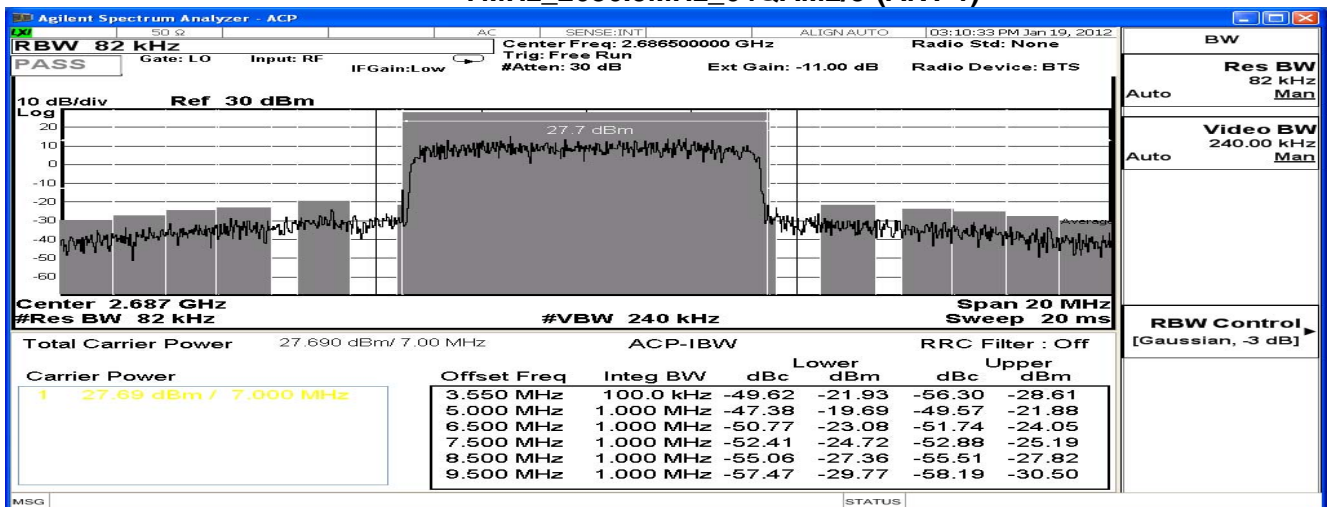 Agilent Spectrum Analyzer - ACP
LXI 50 Ω AC SENSE:INT ALIGN AUTO 03:10:33 PM Jan 19, 2012
RBW 82 kHz Center Freq: 2.686500000 GHz Radio Std: None
PASS Gate: LO Input: RF IFGain:Low Trig: Free Run
#Atten: 30 dB Ext Gain: -11.00 dB Radio Device: BTS
10 dB/div Ref 30 dBm
Log
20
10
0
-10
-20
-30
-40
-50
-60
27.7 dBm
Average
Center 2.687 GHz Span 20 MHz
#Res BW 82 kHz #VBW 240 kHz Sweep 20 ms
Total Carrier Power 27.690 dBm/ 7.00 MHz ACP-IBW RRC Filter : Off
Lower Upper
Carrier Power Offset Freq Integ BW dBc dBm dBc dBm
1 27.69 dBm / 7.000 MHz
3.550 MHz 100.0 kHz -49.62 -21.93 -56.30 -28.61
5.000 MHz 1.000 MHz -47.38 -19.69 -49.57 -21.88
6.500 MHz 1.000 MHz -50.77 -23.08 -51.74 -24.05
7.500 MHz 1.000 MHz -52.41 -24.72 -52.88 -25.19
8.500 MHz 1.000 MHz -55.06 -27.36 -55.51 -27.82
9.500 MHz 1.000 MHz -57.47 -29.77 -58.19 -30.50
MSG STATUS
BW
Res BW
82 kHz
Auto Man
Video BW
240.00 kHz
Auto Man
RBW Control
[Gaussian, -3 dB]